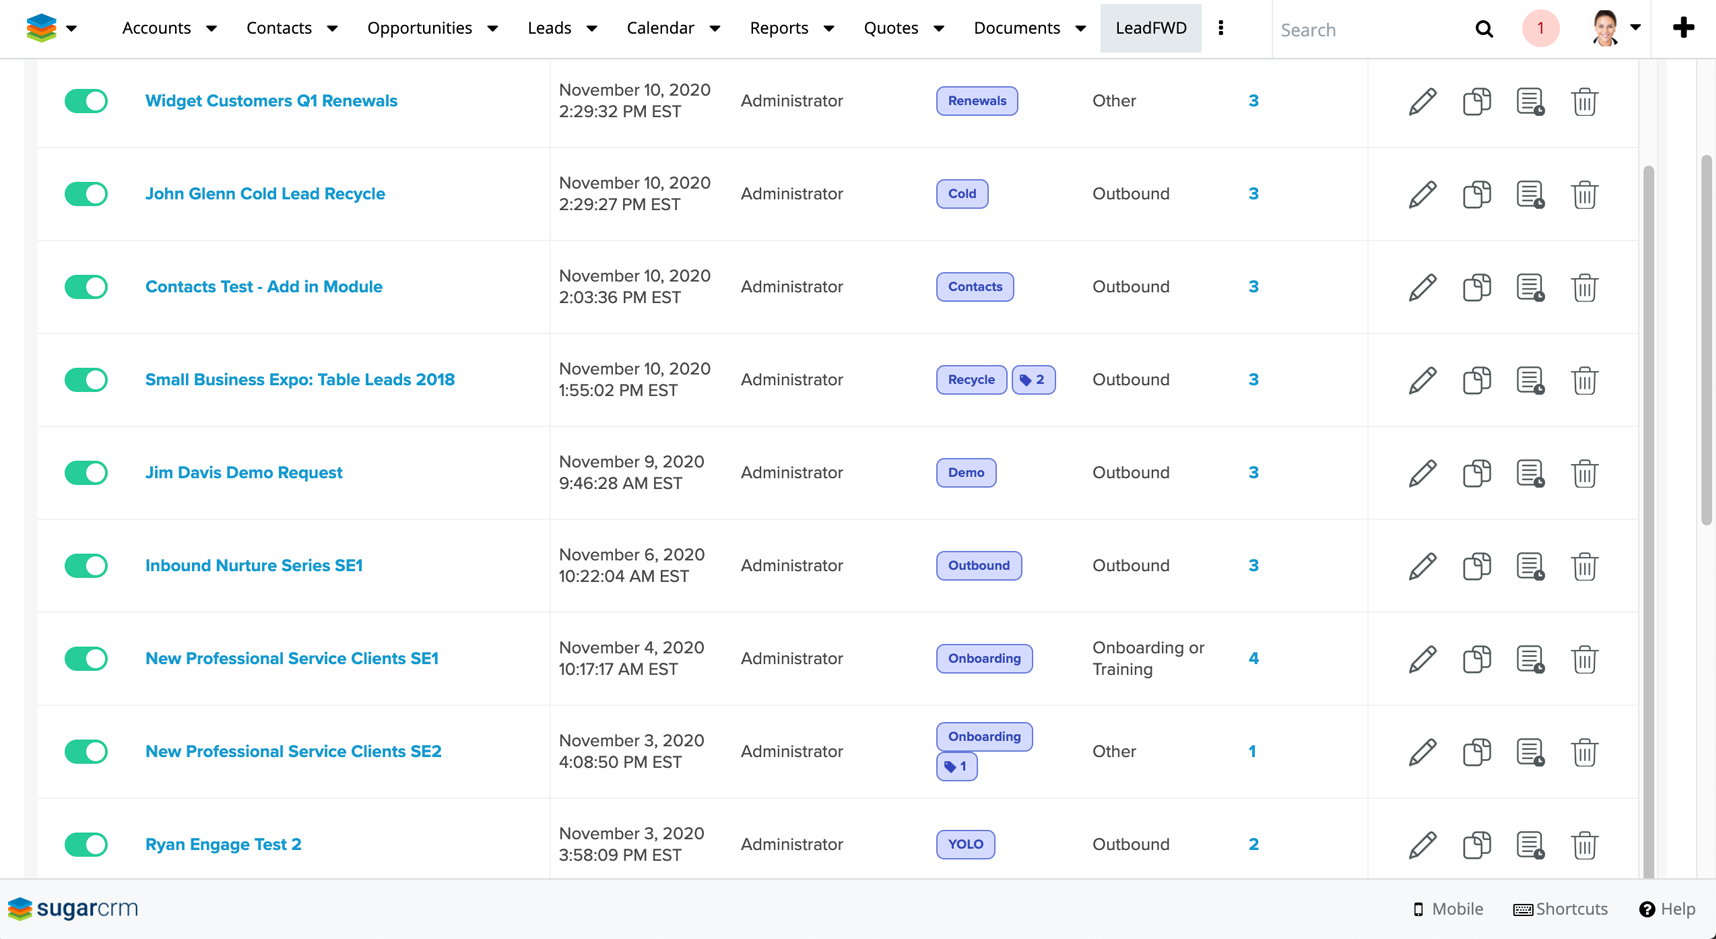 Accounts Contacts Opportunities Leads Calendar Reports Quotes Documents LeadFWD Search 1
Widget Customers Q1 Renewals
November 10, 2020
2:29:32 PM EST
Administrator
Renewals
Other
3
John Glenn Cold Lead Recycle
November 10, 2020
2:29:27 PM EST
Administrator
Cold
Outbound
3
Contacts Test - Add in Module
November 10, 2020
2:03:36 PM EST
Administrator
Contacts
Outbound
3
Small Business Expo: Table Leads 2018
November 10, 2020
1:55:02 PM EST
Administrator
Recycle 2
Outbound
3
Jim Davis Demo Request
November 9, 2020
9:46:28 AM EST
Administrator
Demo
Outbound
3
Inbound Nurture Series SE1
November 6, 2020
10:22:04 AM EST
Administrator
Outbound
Outbound
3
New Professional Service Clients SE1
November 4, 2020
10:17:17 AM EST
Administrator
Onboarding
Onboarding or
Training
4
New Professional Service Clients SE2
November 3, 2020
4:08:50 PM EST
Administrator
Onboarding
1
Other
1
Ryan Engage Test 2
November 3, 2020
3:58:09 PM EST
Administrator
YOLO
Outbound
2
sugarcrm Mobile Shortcuts Help